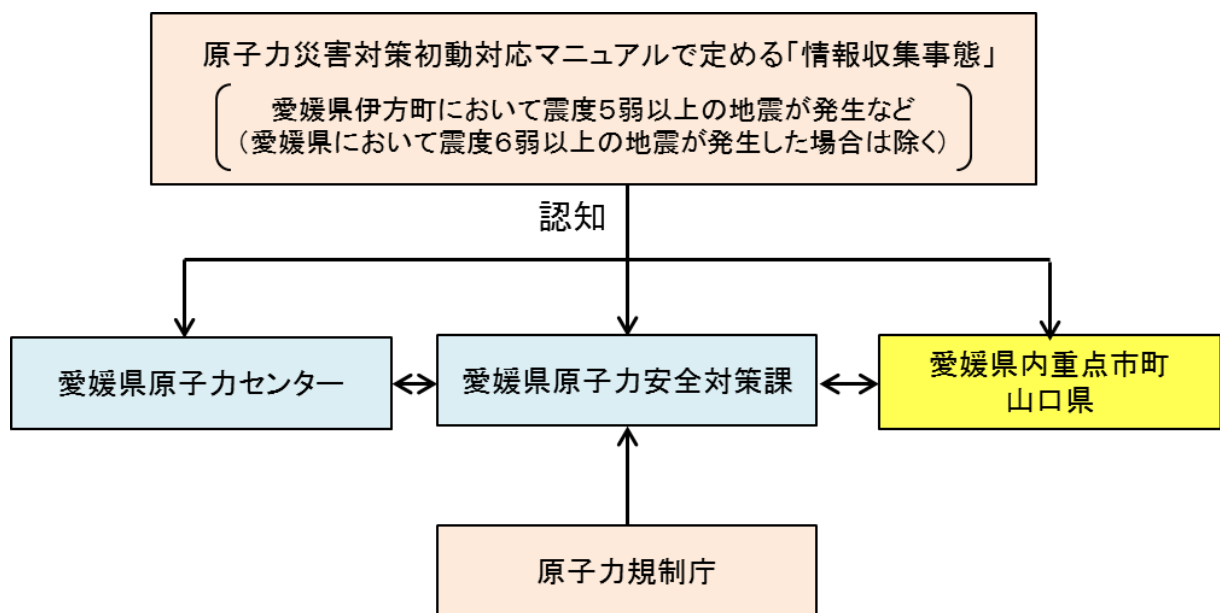 原子力災害対策初動対応マニュアルで定める「情報収集事態」
愛媛県伊方町において震度5弱以上の地震が発生など
(愛媛県において震度6弱以上の地震が発生した場合は除く)
認知
愛媛県原子力センター
愛媛県原子力安全対策課
愛媛県内重点市町
山口県
原子力規制庁